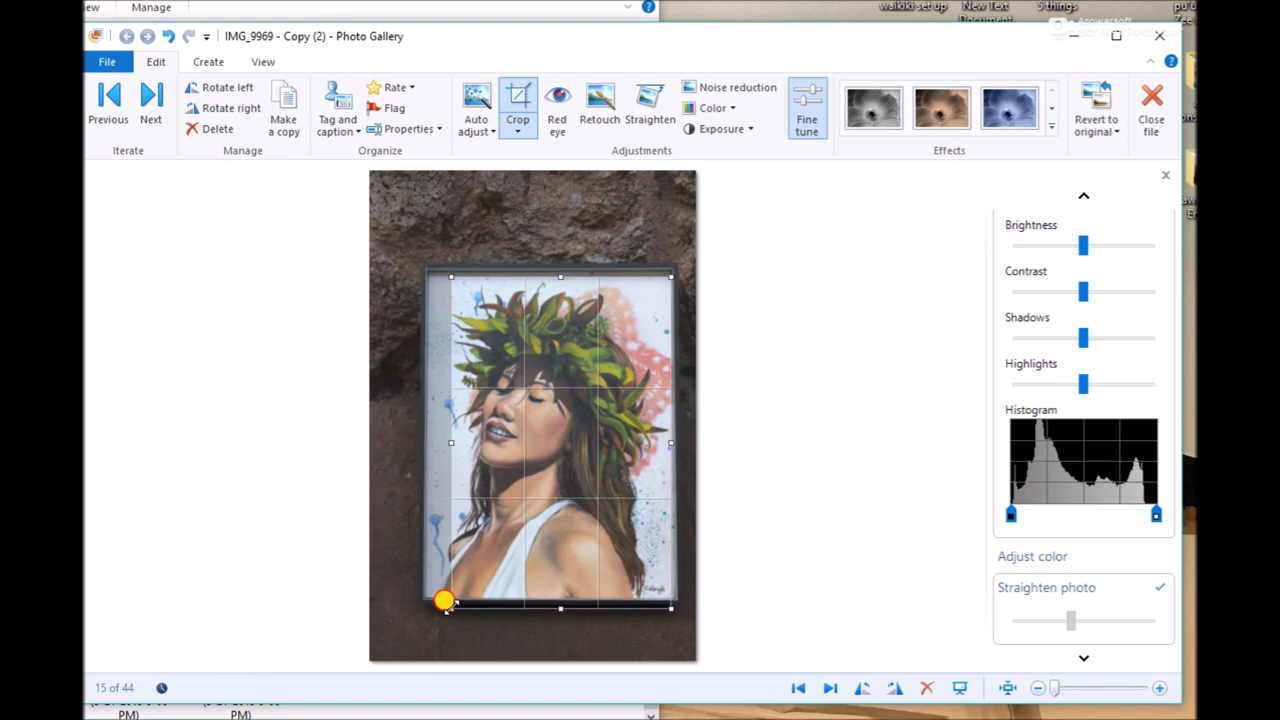 ew Manage
waikiki set up New Text Document 5 things
IMG_9969 - Copy (2) - Photo Gallery
File Edit Create View
Previous
Next
Iterate
Rotate left
Rotate right
Delete
Make a copy
Manage
Tag and caption
Rate
Flag
Properties
Organize
Auto adjust
Crop
Red eye
Retouch
Straighten
Noise reduction
Color
Exposure
Adjustments
Fine tune
Effects
Revert to original
Close file
Brightness
Contrast
Shadows
Highlights
Histogram
Adjust color
Straighten photo
15 of 44
PM) PM)